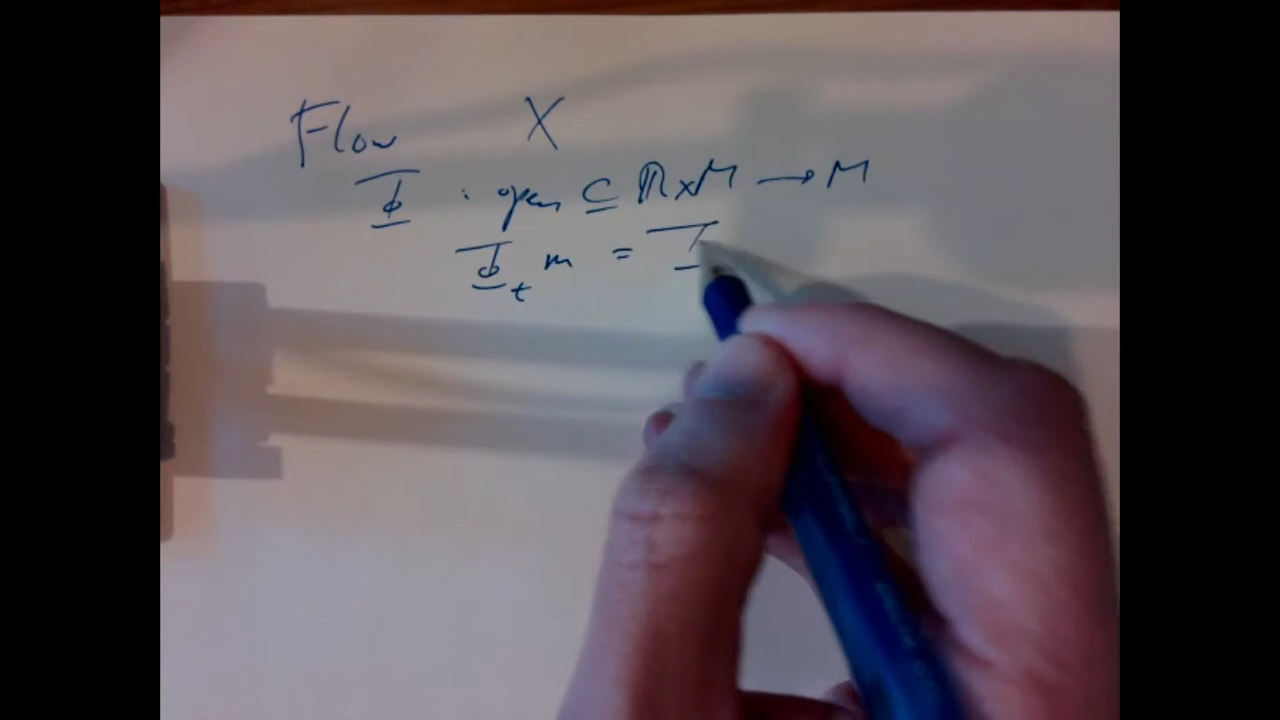 Flow X
Φ : open ⊆ ℝ×M → M
Φ_t m = Φ